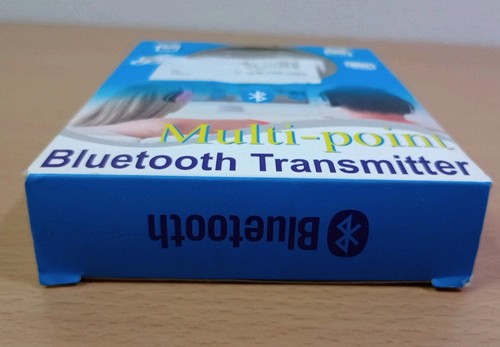 Multi-point
Bluetooth Transmitter
Bluetooth